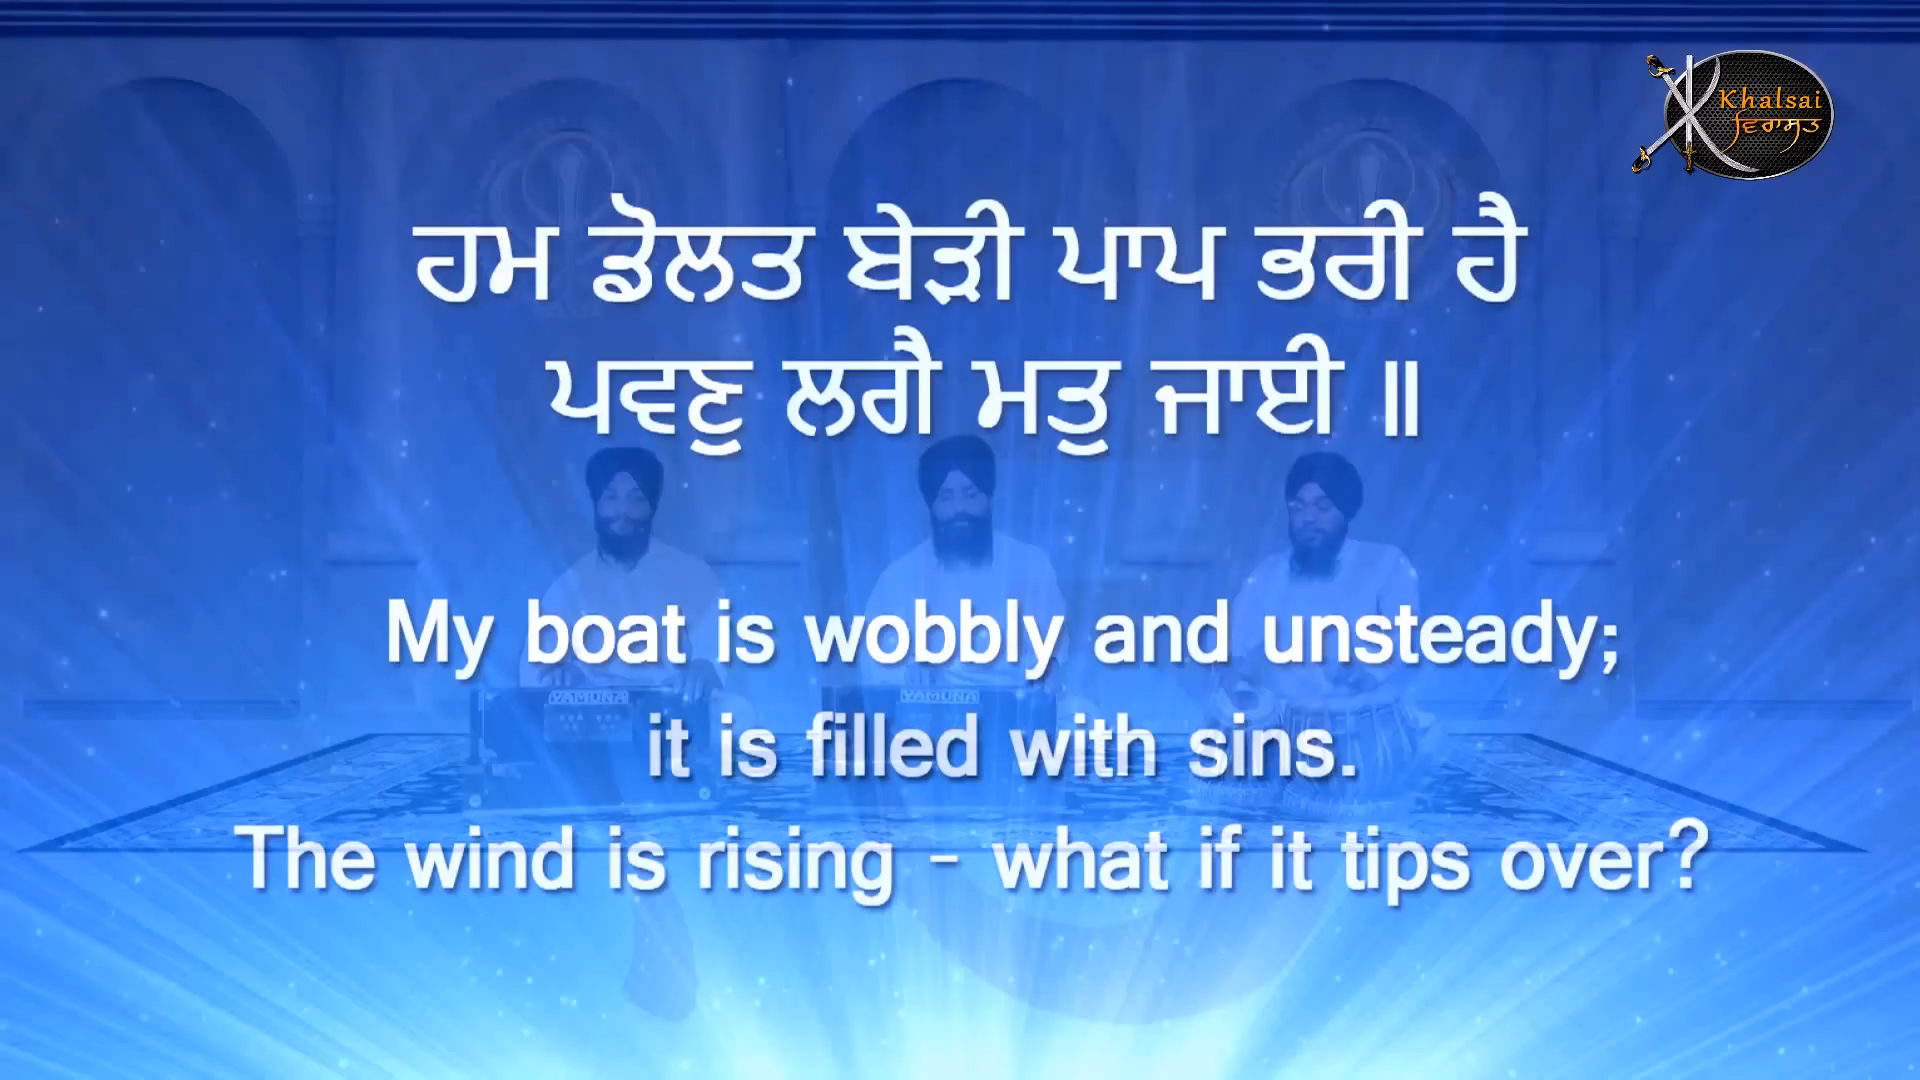 Khalsai
ਵਿਰਾਸਤ
ਹਮ ਡੋਲਤ ਬੇੜੀ ਪਾਪ ਭਰੀ ਹੈ
ਪਵਣੁ ਲਗੈ ਮਤੁ ਜਾਈ ॥
My boat is wobbly and unsteady;
it is filled with sins.
The wind is rising - what if it tips over?
YAMUNA
YAMUNA